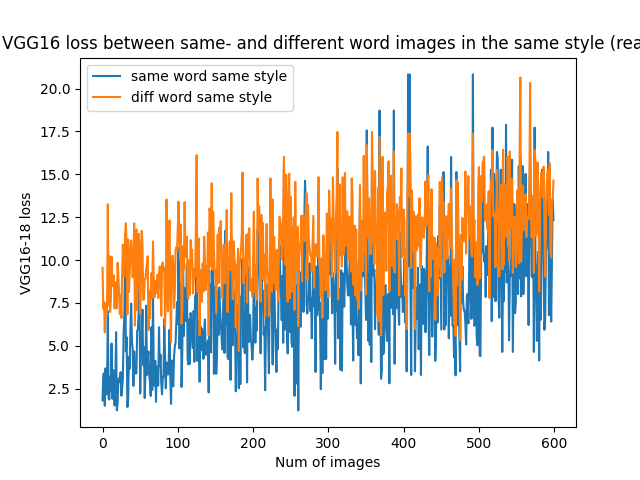 VGG16 loss between same- and different word images in the same style (rea
same word same style
diff word same style
20.0
17.5
15.0
12.5
10.0
7.5
5.0
2.5
VGG16-18 loss
0 100 200 300 400 500 600
Num of images